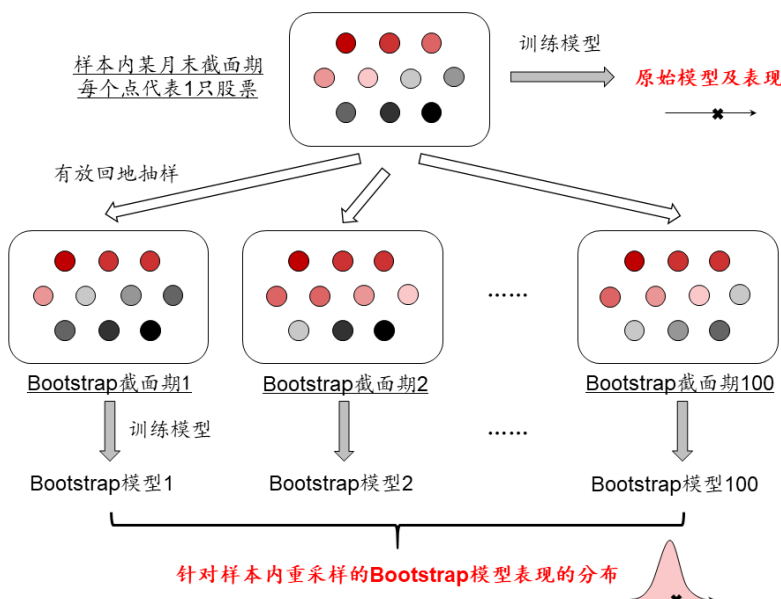 样本内某月末截面期
每个点代表1只股票
训练模型
原始模型及表现
有放回地抽样
......
Bootstrap截面期1
Bootstrap截面期2
Bootstrap截面期100
训练模型
......
Bootstrap模型1
Bootstrap模型2
Bootstrap模型100
针对样本内重采样的Bootstrap模型表现的分布